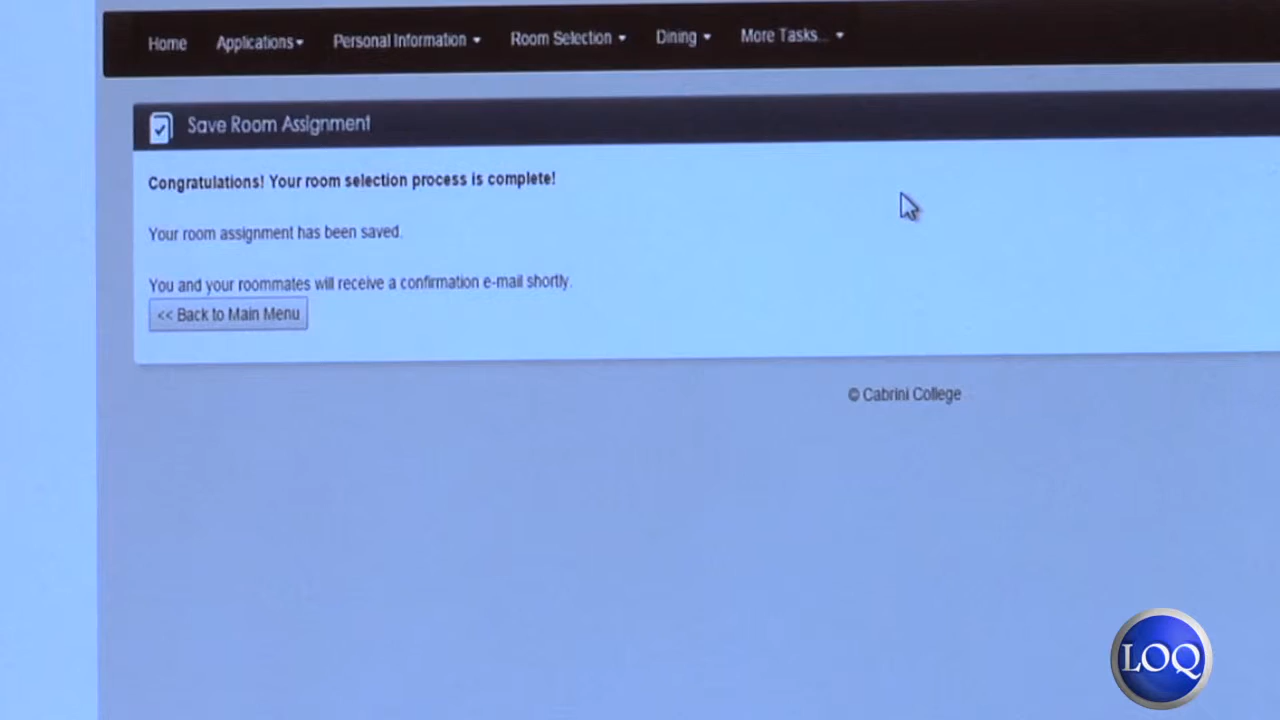 Home Applications Personal Information Room Selection Dining More Tasks...
Save Room Assignment
Congratulations! Your room selection process is complete!
Your room assignment has been saved.
You and your roommates will receive a confirmation e-mail shortly.
<< Back to Main Menu
© Cabrini College
LOQ